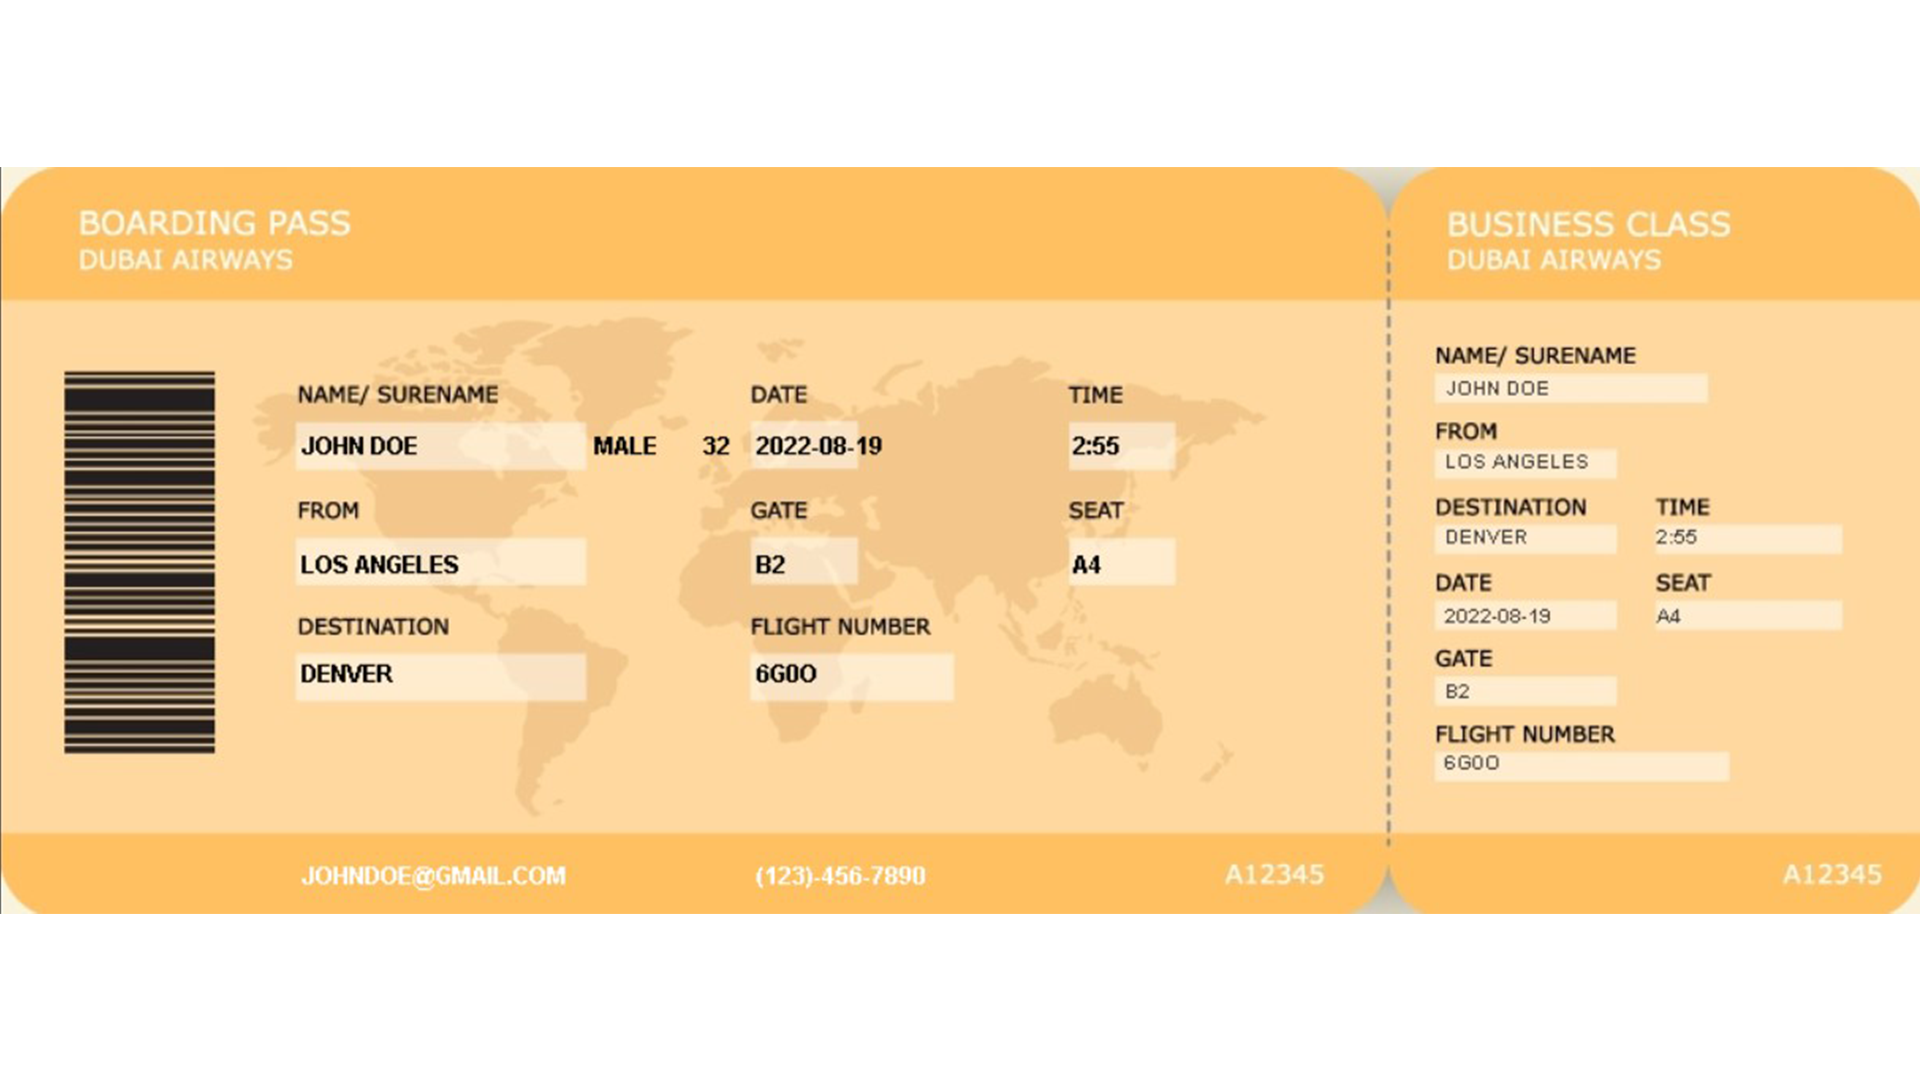 BOARDING PASS
DUBAI AIRWAYS
NAME/ SURENAME DATE TIME
JOHN DOE MALE 32 2022-08-19 2:55
FROM GATE SEAT
LOS ANGELES B2 A4
DESTINATION FLIGHT NUMBER
DENVER 6G0O
JOHNDOE@GMAIL.COM (123)-456-7890 A12345
BUSINESS CLASS
DUBAI AIRWAYS
NAME/ SURENAME
JOHN DOE
FROM
LOS ANGELES
DESTINATION TIME
DENVER 2:55
DATE SEAT
2022-08-19 A4
GATE
B2
FLIGHT NUMBER
6G0O
A12345